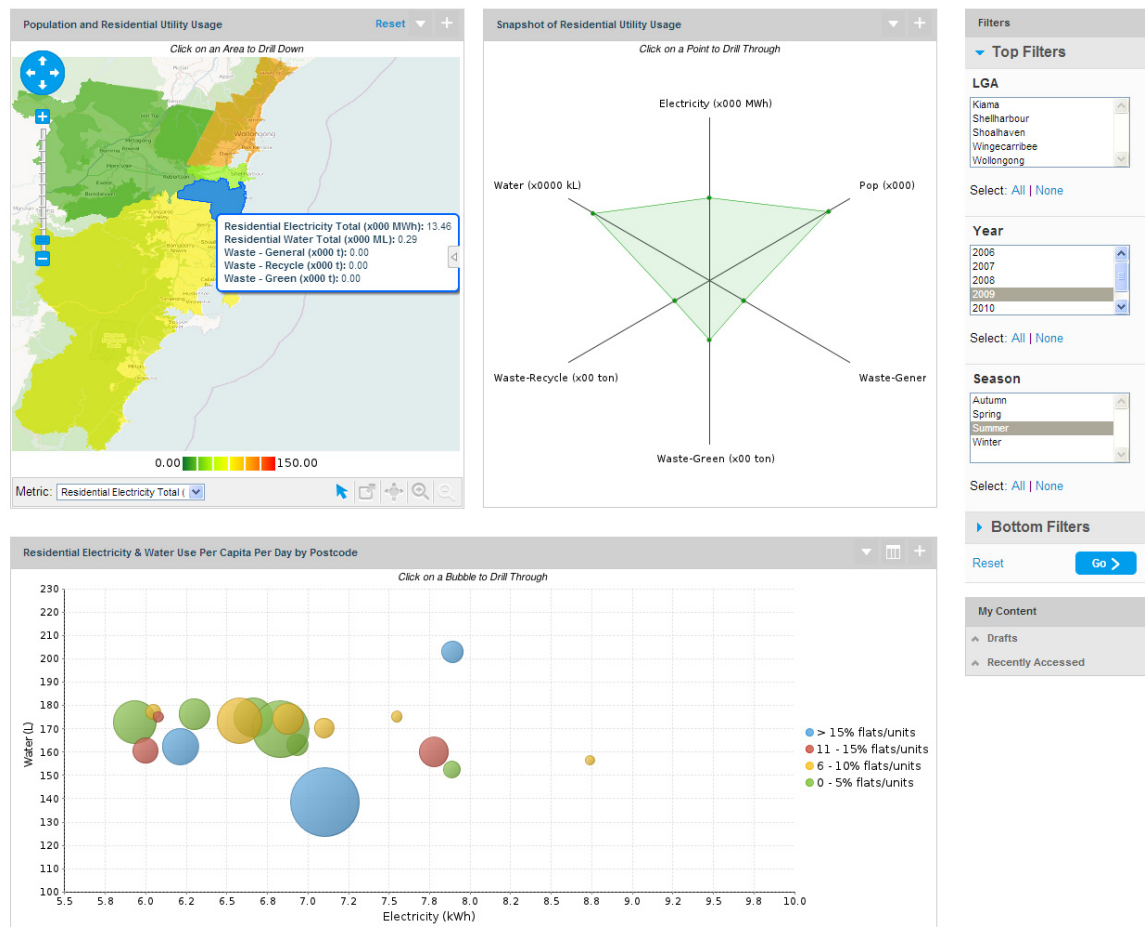 Population and Residential Utility Usage
Reset
Click on an Area to Drill Down
Wollongong
Shellharbour
Robertson
Mittagong
Bundanoon
Residential Electricity Total (x000 MWh): 13.46
Residential Water Total (x000 ML): 0.29
Waste - General (x000 t): 0.00
Waste - Recycle (x000 t): 0.00
Waste - Green (x000 t): 0.00
0.00
150.00
Metric:
Residential Electricity Total (
Snapshot of Residential Utility Usage
Click on a Point to Drill Through
Electricity (x000 MWh)
Water (x0000 kL)
Pop (x000)
Waste-Recycle (x00 ton)
Waste-Gener
Waste-Green (x00 ton)
Filters
Top Filters
LGA
Kiama
Shellharbour
Shoalhaven
Wingecarribee
Wollongong
Select: All | None
Year
2006
2007
2008
2009
2010
Select: All | None
Season
Autumn
Spring
Summer
Winter
Select: All | None
Bottom Filters
Reset
Go
My Content
Drafts
Recently Accessed
Residential Electricity & Water Use Per Capita Per Day by Postcode
Click on a Bubble to Drill Through
230
220
210
200
190
180
170
160
150
140
130
120
110
100
Water (L)
5.5 5.8 6.0 6.2 6.5 6.8 7.0 7.2 7.5 7.8 8.0 8.2 8.5 8.8 9.0 9.2 9.5 9.8 10.0
Electricity (kWh)
> 15% flats/units
11 - 15% flats/units
6 - 10% flats/units
0 - 5% flats/units